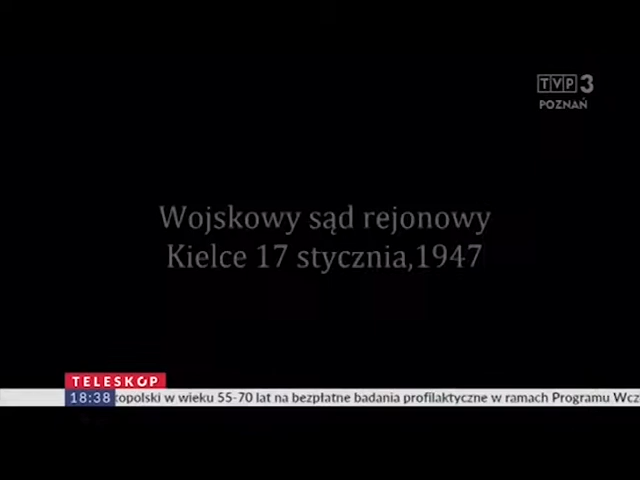 TVP3
POZNAŃ
Wojskowy sąd rejonowy
Kielce 17 stycznia,1947
TELESKOP
18:38 kopolski w wieku 55-70 lat na bezpłatne badania profilaktyczne w ramach Programu Wcz